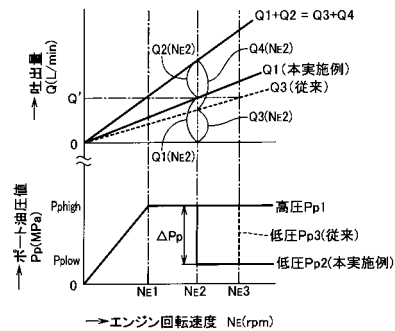 Q1+Q2 = Q3+Q4
Q2(NE2)
Q4(NE2)
Q1(本実施例)
Q3(従来)
Q'
Q3(NE2)
Q1(NE2)
0
→吐出量
Q(L/min)
Pphigh
高圧Pp1
△Pp
低圧Pp3(従来)
Pplow
低圧Pp2(本実施例)
0
NE1
NE2
NE3
→ポート油圧値
Pp(MPa)
→エンジン回転速度 NE(rpm)